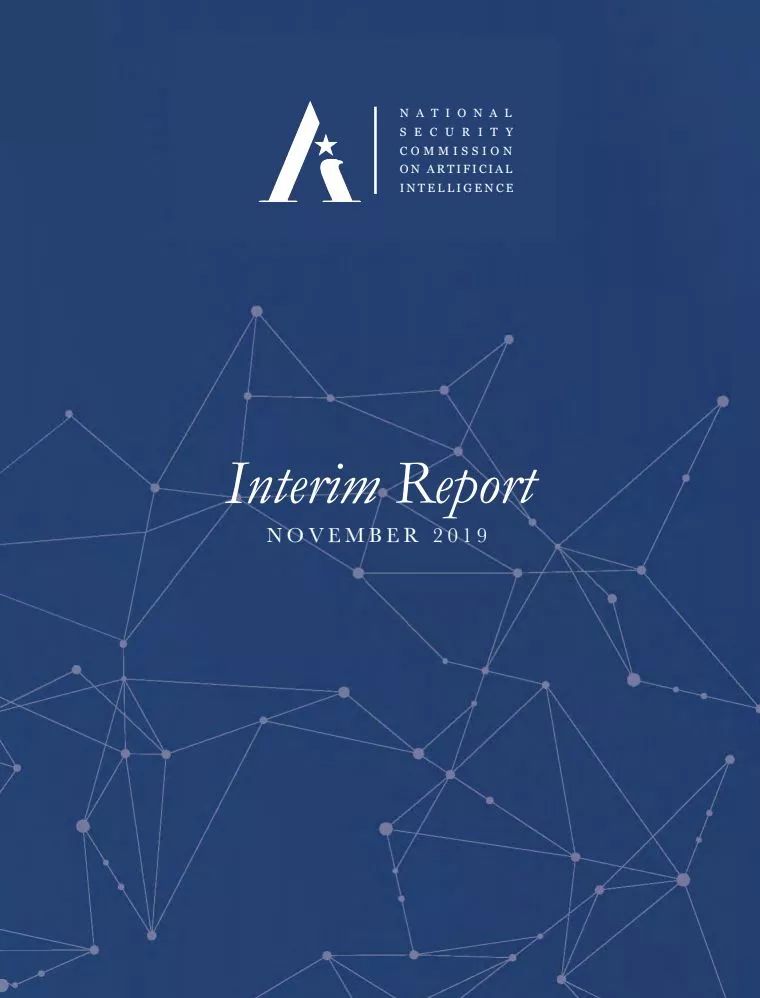 NATIONAL
SECURITY
COMMISSION
ON ARTIFICIAL
INTELLIGENCE
Interim Report
NOVEMBER 2019